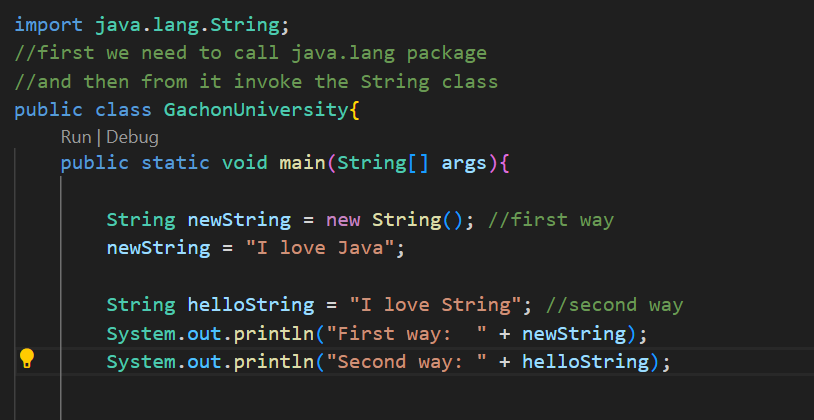 import java.lang.String;
//first we need to call java.lang package
//and then from it invoke the String class
public class GachonUniversity{
Run | Debug
public static void main(String[] args){
String newString = new String(); //first way
newString = "I love Java";
String helloString = "I love String"; //second way
System.out.println("First way:  " + newString);
System.out.println("Second way: " + helloString);